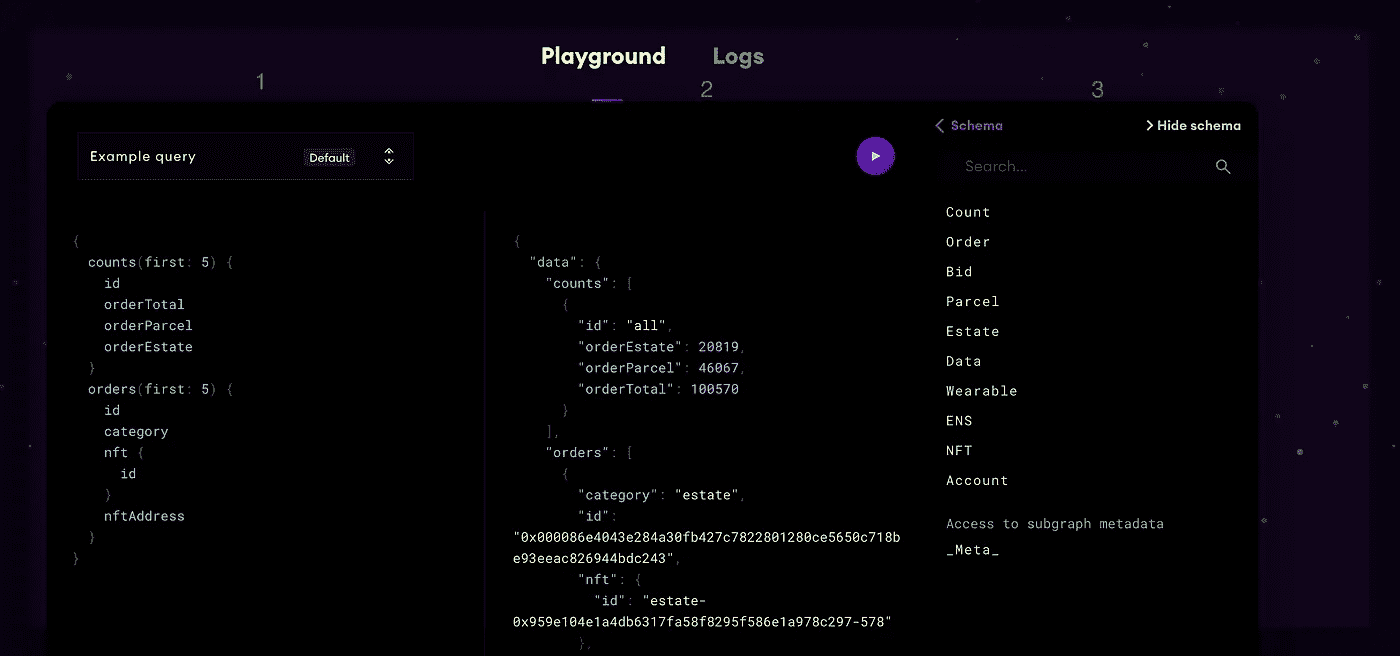 Playground Logs
1 2 3
Example query Default
{
counts(first: 5) {
id
orderTotal
orderParcel
orderEstate
}
orders(first: 5) {
id
category
nft {
id
}
nftAddress
}
}
{
"data": {
"counts": [
{
"id": "all",
"orderEstate": 20819,
"orderParcel": 46067,
"orderTotal": 100570
}
],
"orders": [
{
"category": "estate",
"id":
"0x000086e4043e284a30fb427c7822801280ce5650c718b
e93eeac826944bdc243",
"nft": {
"id": "estate-
0x959e104e1a4db6317fa58f8295f586e1a978c297-578"
},
Schema
Hide schema
Search...
Count
Order
Bid
Parcel
Estate
Data
Wearable
ENS
NFT
Account
Access to subgraph metadata
_Meta_